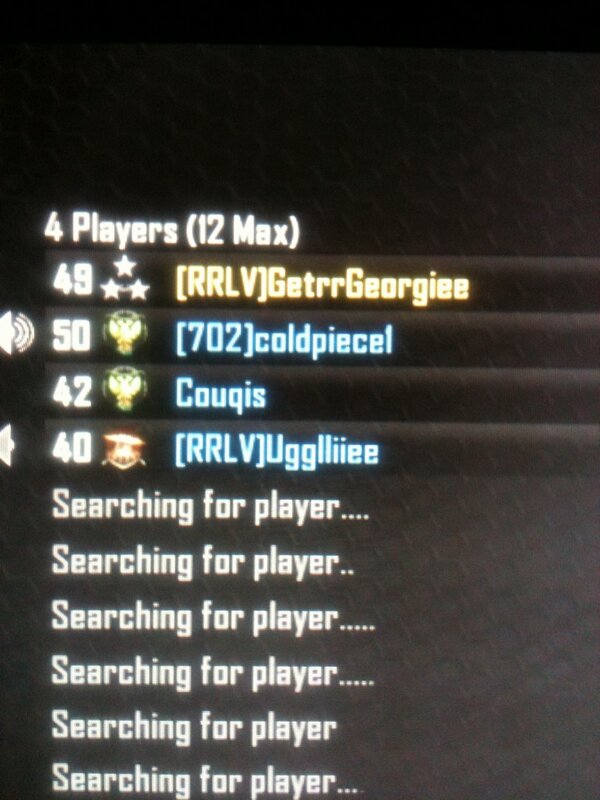 4 Players (12 Max)
49 [RRLV]GetrrGeorgiee
50 [702]coldpiece1
42 Couqis
40 [RRLV]Ugglliiee
Searching for player....
Searching for player..
Searching for player.....
Searching for player.....
Searching for player
Searching for player...